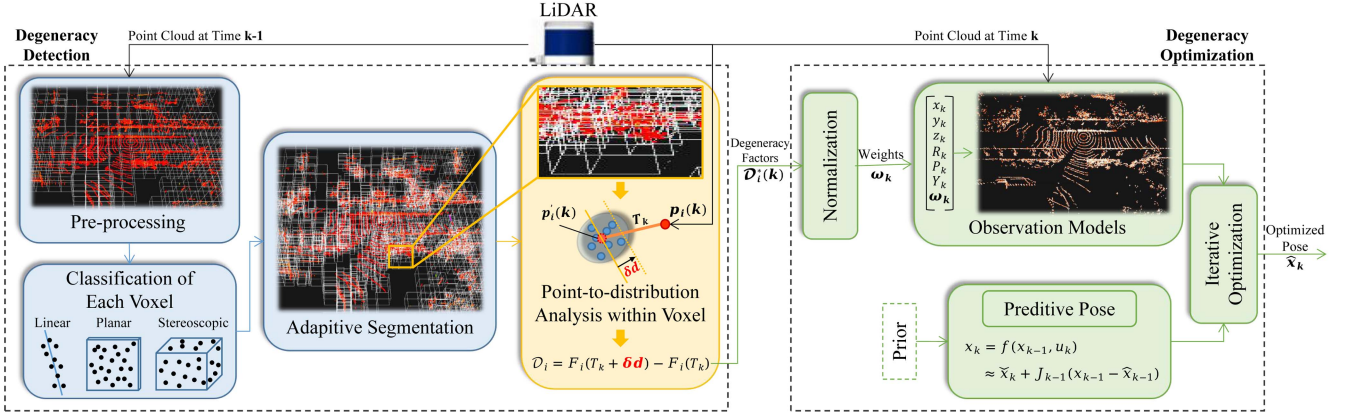 LiDAR
Degeneracy
Detection
Point Cloud at Time k-1
Point Cloud at Time k
Degeneracy
Optimization
Pre-processing
Classification of
Each Voxel
Linear
Planar
Stereoscopic
Adapitive Segmentation
p′ᵢ(k)
Tₖ
pᵢ(k)
δd
Point-to-distribution
Analysis within Voxel
𝒟ᵢ = Fᵢ(Tₖ + δd) − Fᵢ(Tₖ)
Degeneracy
Factors
𝒟′ᵢ(k)
Normalization
Weights
ωₖ
xₖ
yₖ
zₖ
Rₖ
Pₖ
Yₖ
ωₖ
Observation Models
Prior
Preditive Pose
xₖ = f(xₖ₋₁, uₖ)
≈ x̌ₖ + Jₖ₋₁(xₖ₋₁ − x̂ₖ₋₁)
Iterative
Optimization
Optimized
Pose
x̂ₖ